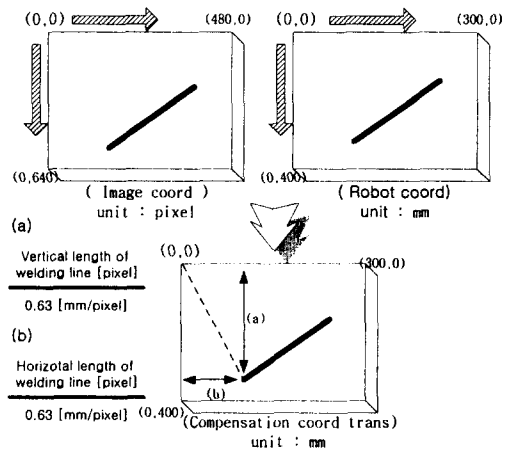 (0,0)
(480,0)
(0,640)
( Image coord )
unit : pixel
(0,0)
(300,0)
(0,400)
( Robot coord)
unit : mm
(a)
Vertical length of
welding line [pixel]
0.63 [mm/pixel]
(b)
Horizotal length of
welding line [pixel]
0.63 [mm/pixel]
(0,0)
(300,0)
(a)
(b)
(0,400)
(Compensation coord trans)
unit : mm